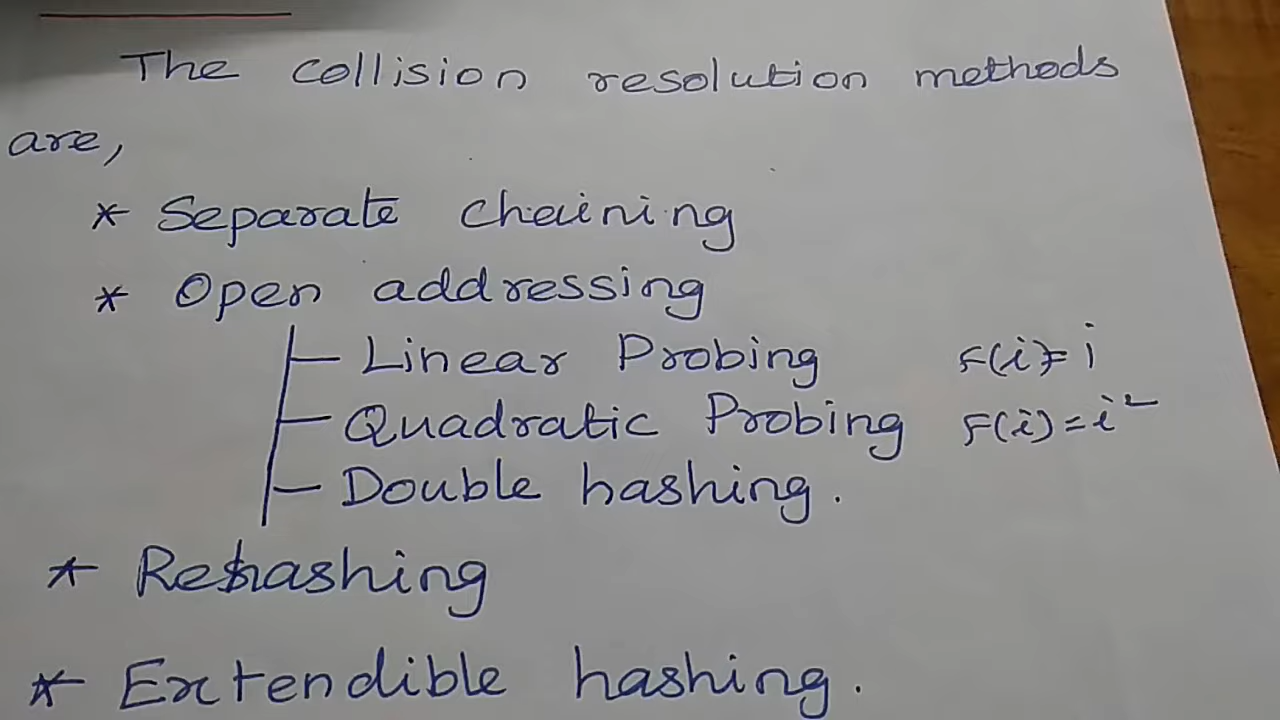 The collision resolution methods
are,
* Separate chaining
* Open addressing
Linear Probing F(i)= i
Quadratic Probing F(i)=i²
Double hashing.
* Rehashing
* Extendible hashing.